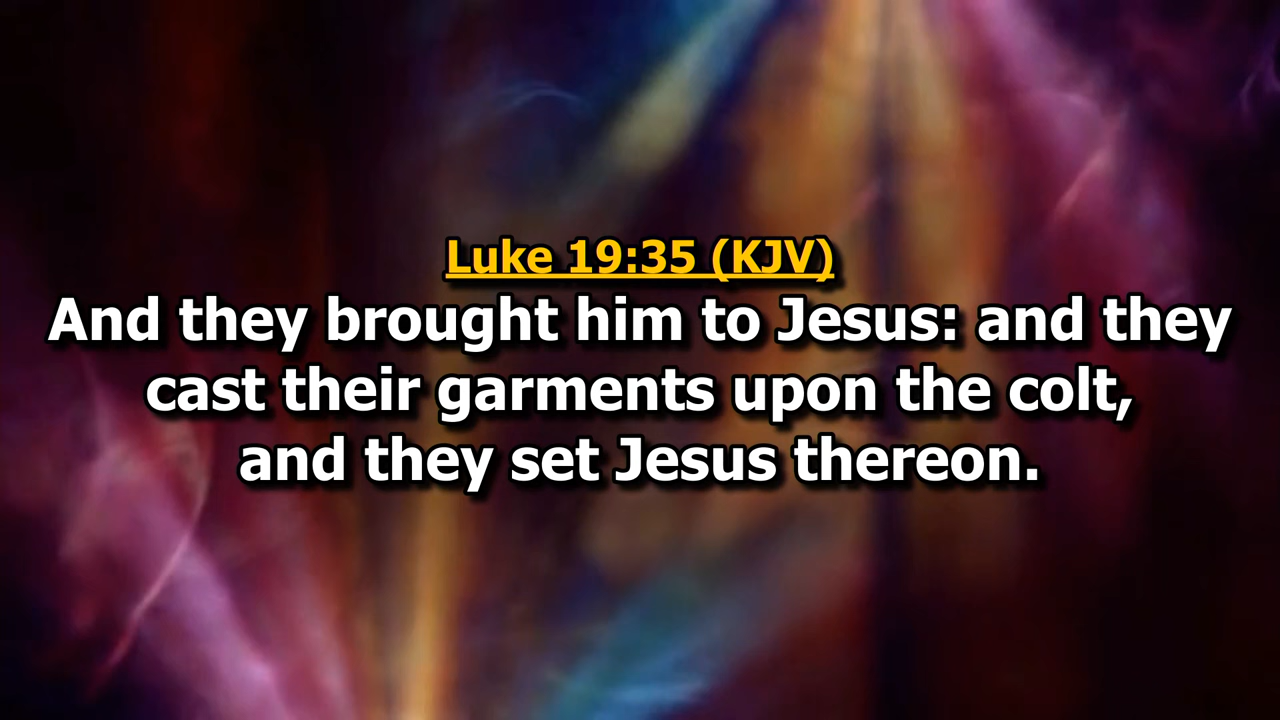 Luke 19:35 (KJV)
And they brought him to Jesus: and they
cast their garments upon the colt,
and they set Jesus thereon.